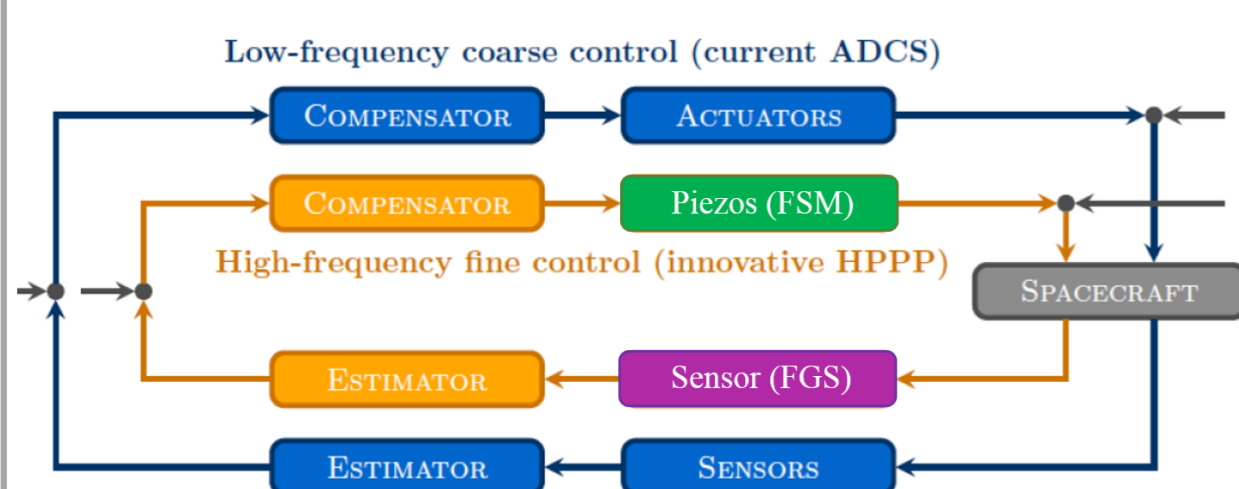 Low-frequency coarse control (current ADCS)
COMPENSATOR
ACTUATORS
COMPENSATOR
Piezos (FSM)
High-frequency fine control (innovative HPPP)
SPACECRAFT
ESTIMATOR
Sensor (FGS)
ESTIMATOR
SENSORS